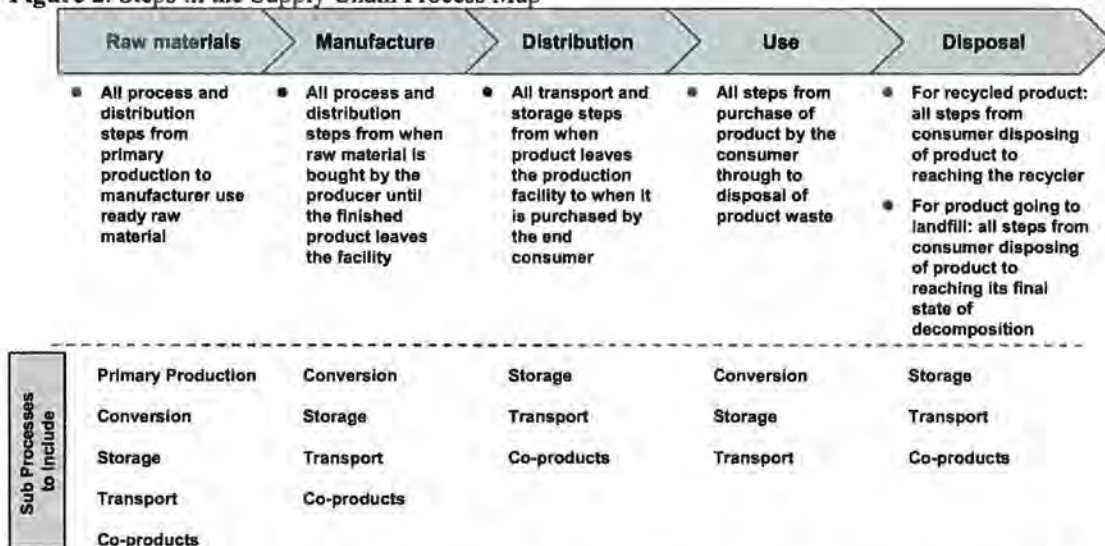 Figure 2. Steps in the Supply Chain Process Map
Raw materials
Manufacture
Distribution
Use
Disposal
• All process and
distribution
steps from
primary
production to
manufacturer use
ready raw
material
• All process and
distribution
steps from when
raw material is
bought by the
producer until
the finished
product leaves
the facility
• All transport and
storage steps
from when
product leaves
the production
facility to when it
is purchased by
the end
consumer
• All steps from
purchase of
product by the
consumer
through to
disposal of
product waste
• For recycled product:
all steps from
consumer disposing
of product to
reaching the recycler
• For product going to
landfill: all steps from
consumer disposing
of product to
reaching its final
state of
decomposition
Sub Processes
to Include
Primary Production
Conversion
Storage
Transport
Co-products
Conversion
Storage
Transport
Co-products
Storage
Transport
Co-products
Conversion
Storage
Transport
Storage
Transport
Co-products